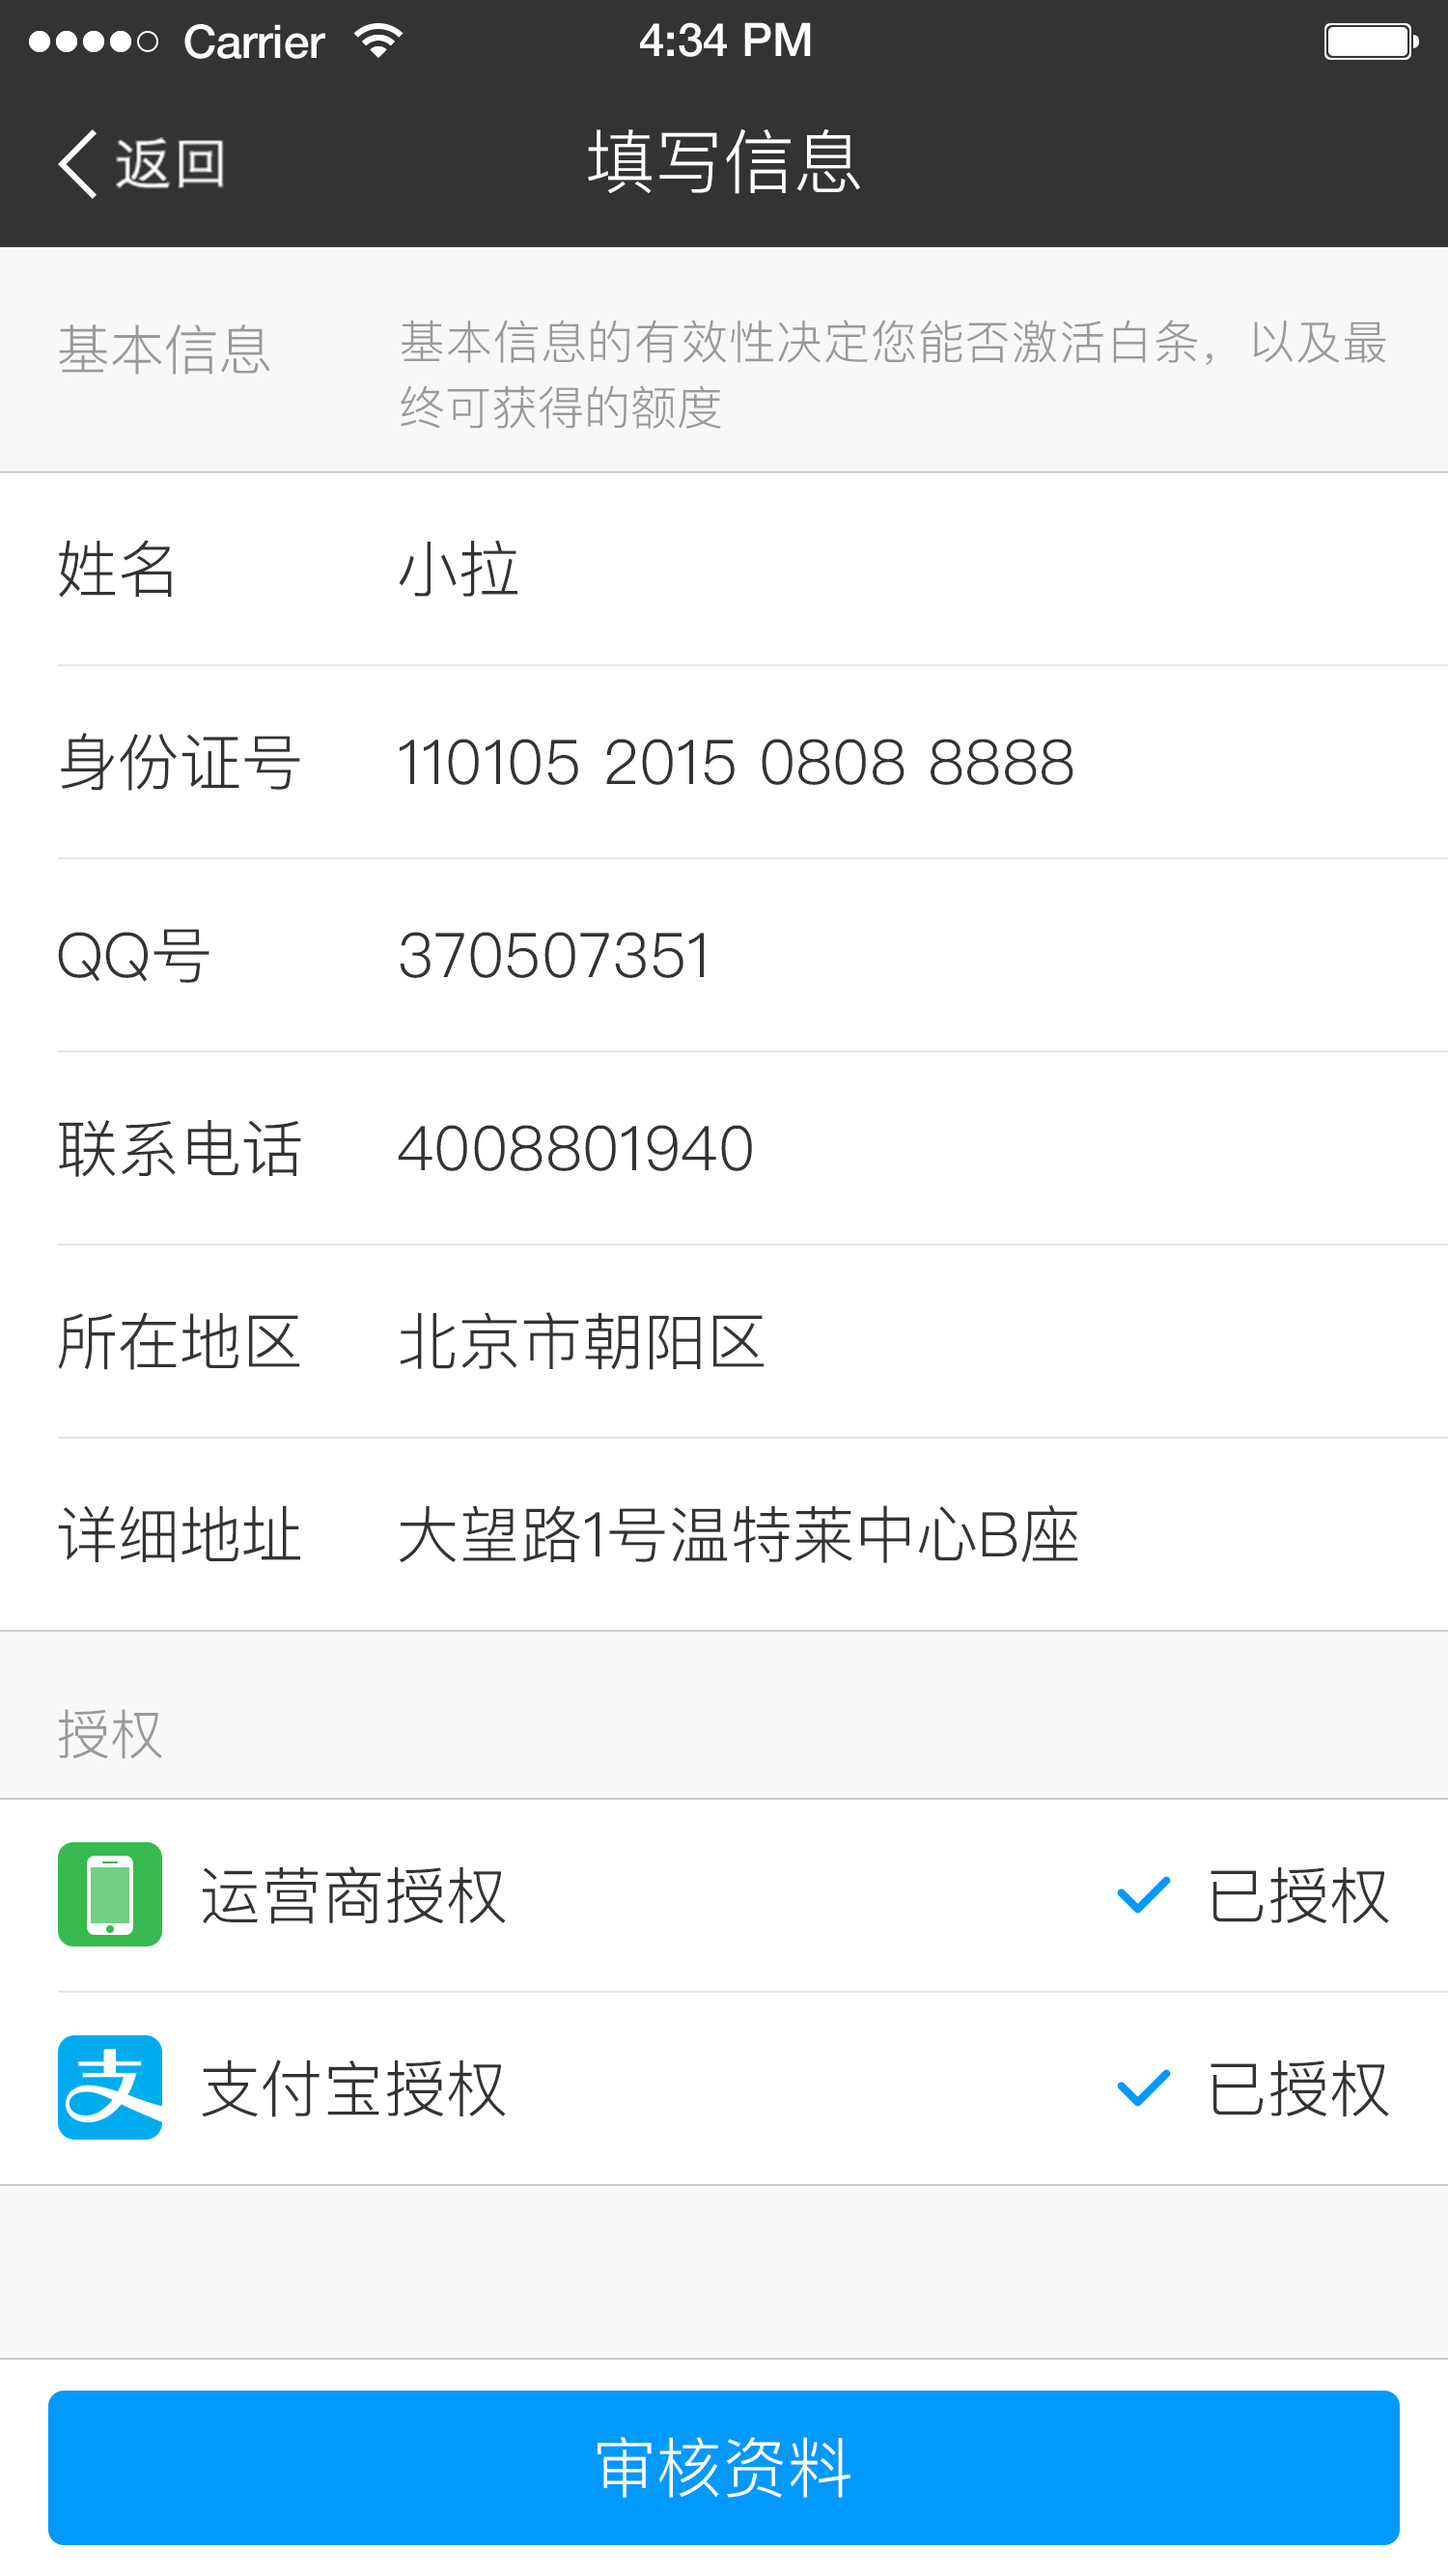 Carrier 4:34 PM
返回 填写信息
基本信息 基本信息的有效性决定您能否激活白条，以及最
终可获得的额度
姓名 小拉
身份证号 110105 2015 0808 8888
QQ号 370507351
联系电话 4008801940
所在地区 北京市朝阳区
详细地址 大望路1号温特莱中心B座
授权
运营商授权 已授权
支 支付宝授权 已授权
审核资料